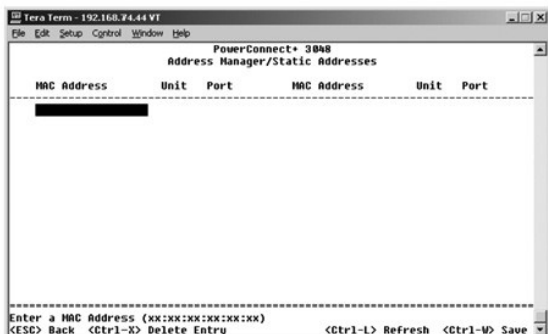 Tera Term - 192.168.74.44 VT
File Edit Setup Control Window Help
PowerConnect+ 3048
Address Manager/Static Addresses
MAC Address Unit Port MAC Address Unit Port
Enter a MAC Address (xx:xx:xx:xx:xx:xx)
<ESC> Back <Ctrl-X> Delete Entry <Ctrl-L> Refresh <Ctrl-W> Save